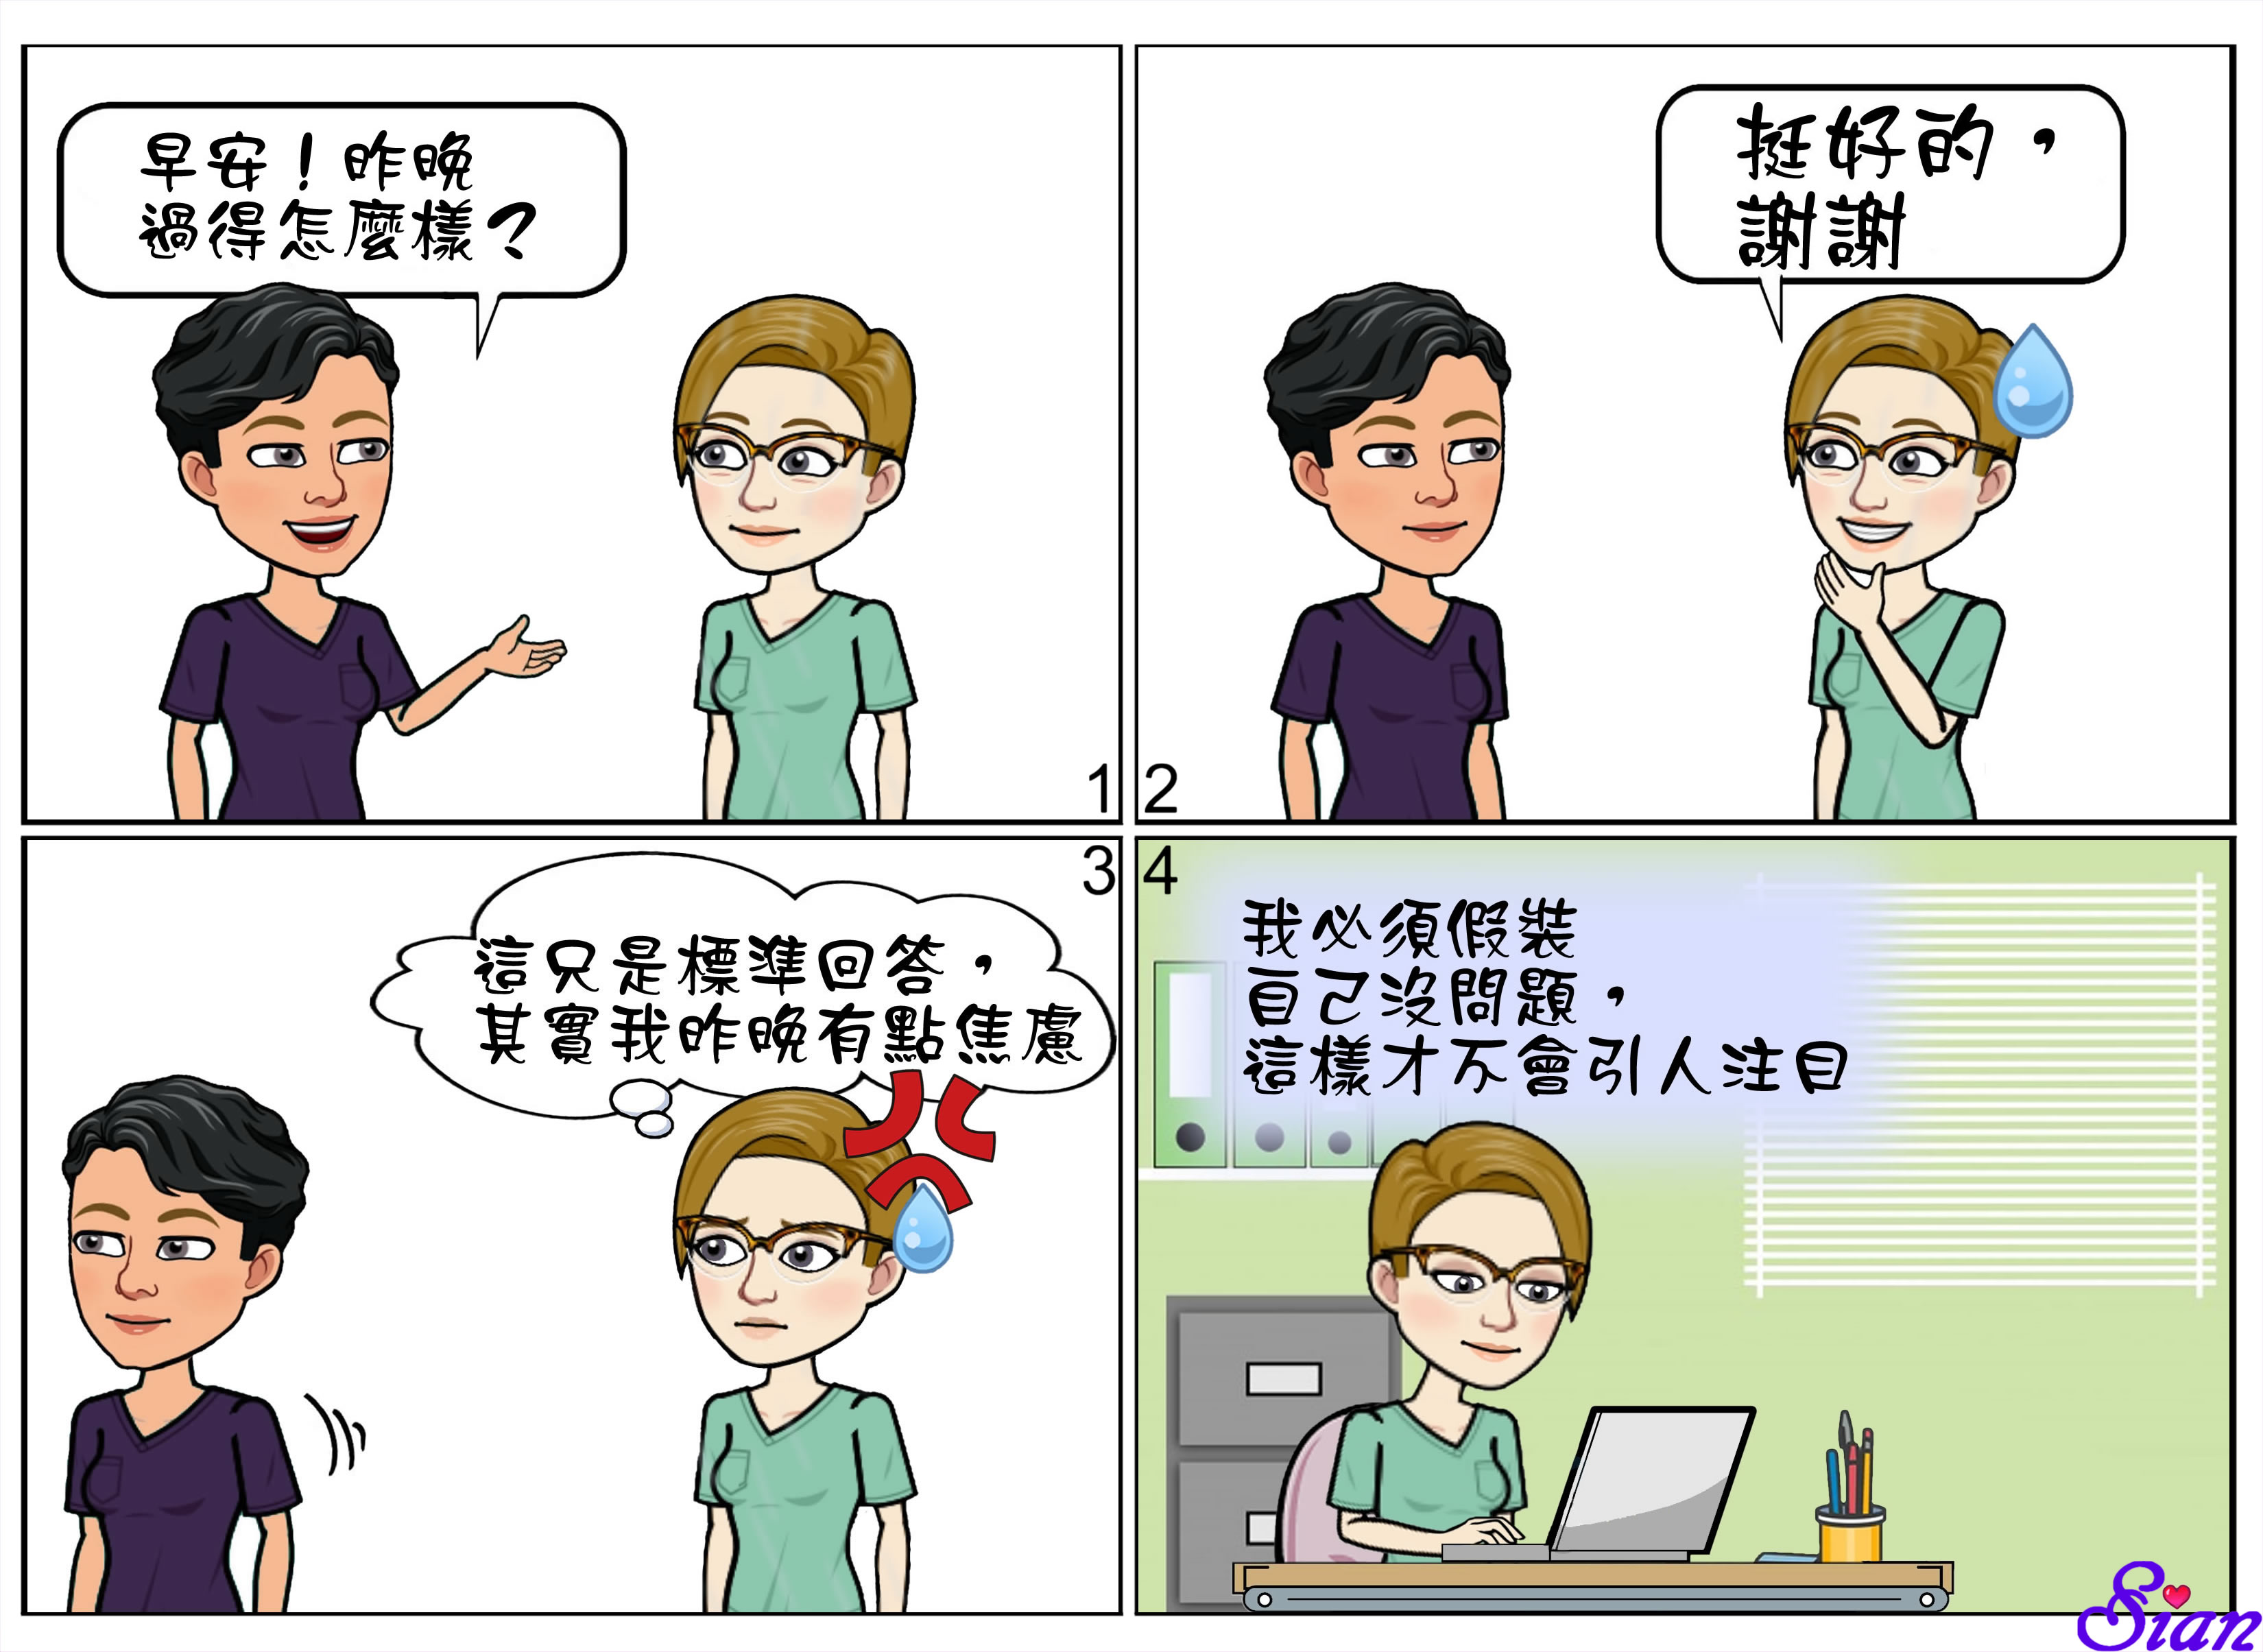 早安！昨晚
過得怎麼樣？
1
挺好的，
謝謝
2
3
這只是標準回答，
其實我昨晚有點焦慮
4
我必須假裝
自己沒問題，
這樣才不會引人注目
Sian